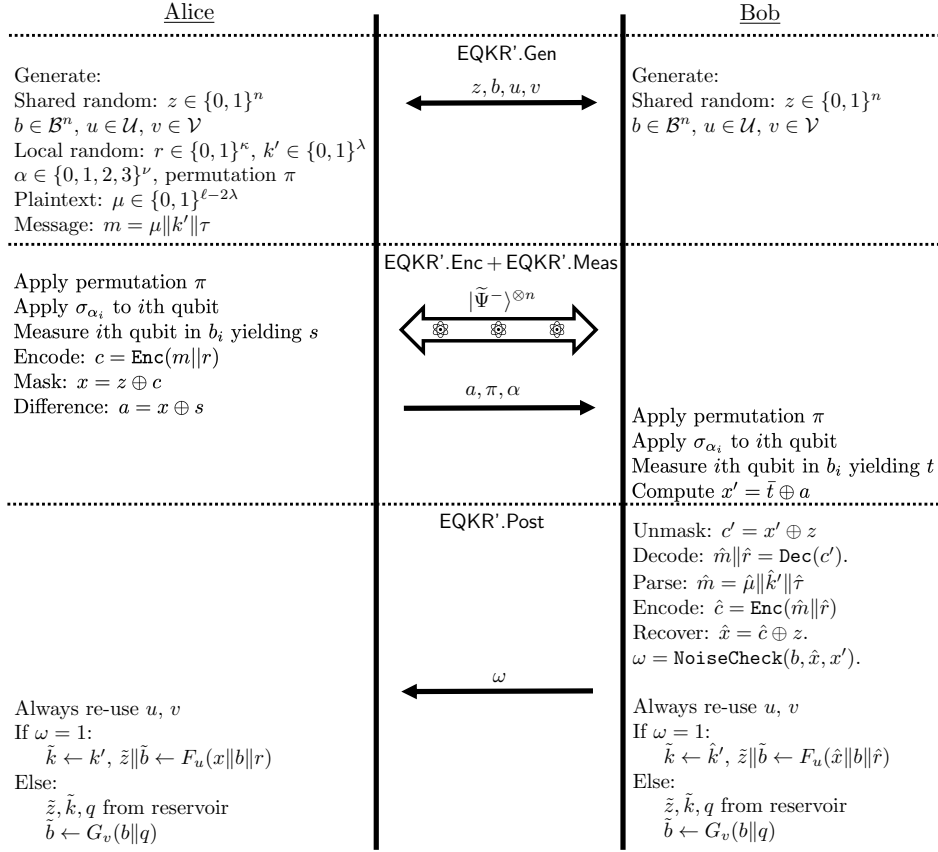 Alice
Bob
EQKR'.Gen
Generate:
Shared random: z ∈ {0, 1}^n
b ∈ 𝓑^n, u ∈ 𝒰, v ∈ 𝒱
Local random: r ∈ {0, 1}^κ, k′ ∈ {0, 1}^λ
α ∈ {0, 1, 2, 3}^ν, permutation π
Plaintext: μ ∈ {0, 1}^{ℓ−2λ}
Message: m = μ‖k′‖τ
z, b, u, v
Generate:
Shared random: z ∈ {0, 1}^n
b ∈ 𝓑^n, u ∈ 𝒰, v ∈ 𝒱
EQKR'.Enc + EQKR'.Meas
Apply permutation π
Apply σ_{α_i} to ith qubit
Measure ith qubit in b_i yielding s
Encode: c = Enc(m||r)
Mask: x = z ⊕ c
Difference: a = x ⊕ s
|Ψ̃^−⟩^{⊗n}
a, π, α
Apply permutation π
Apply σ_{α_i} to ith qubit
Measure ith qubit in b_i yielding t
Compute x′ = t̄ ⊕ a
EQKR'.Post
Unmask: c′ = x′ ⊕ z
Decode: m̂‖r̂ = Dec(c′).
Parse: m̂ = μ̂‖k̂′‖τ̂
Encode: ĉ = Enc(m̂‖r̂)
Recover: x̂ = ĉ ⊕ z.
ω = NoiseCheck(b, x̂, x′).
ω
Always re-use u, v
If ω = 1:
k̃ ← k′, z̃‖b̃ ← F_u(x‖b‖r)
Else:
z̃, k̃, q from reservoir
b̃ ← G_v(b‖q)
Always re-use u, v
If ω = 1:
k̃ ← k̂′, z̃‖b̃ ← F_u(x̂‖b‖r̂)
Else:
z̃, k̃, q from reservoir
b̃ ← G_v(b‖q)